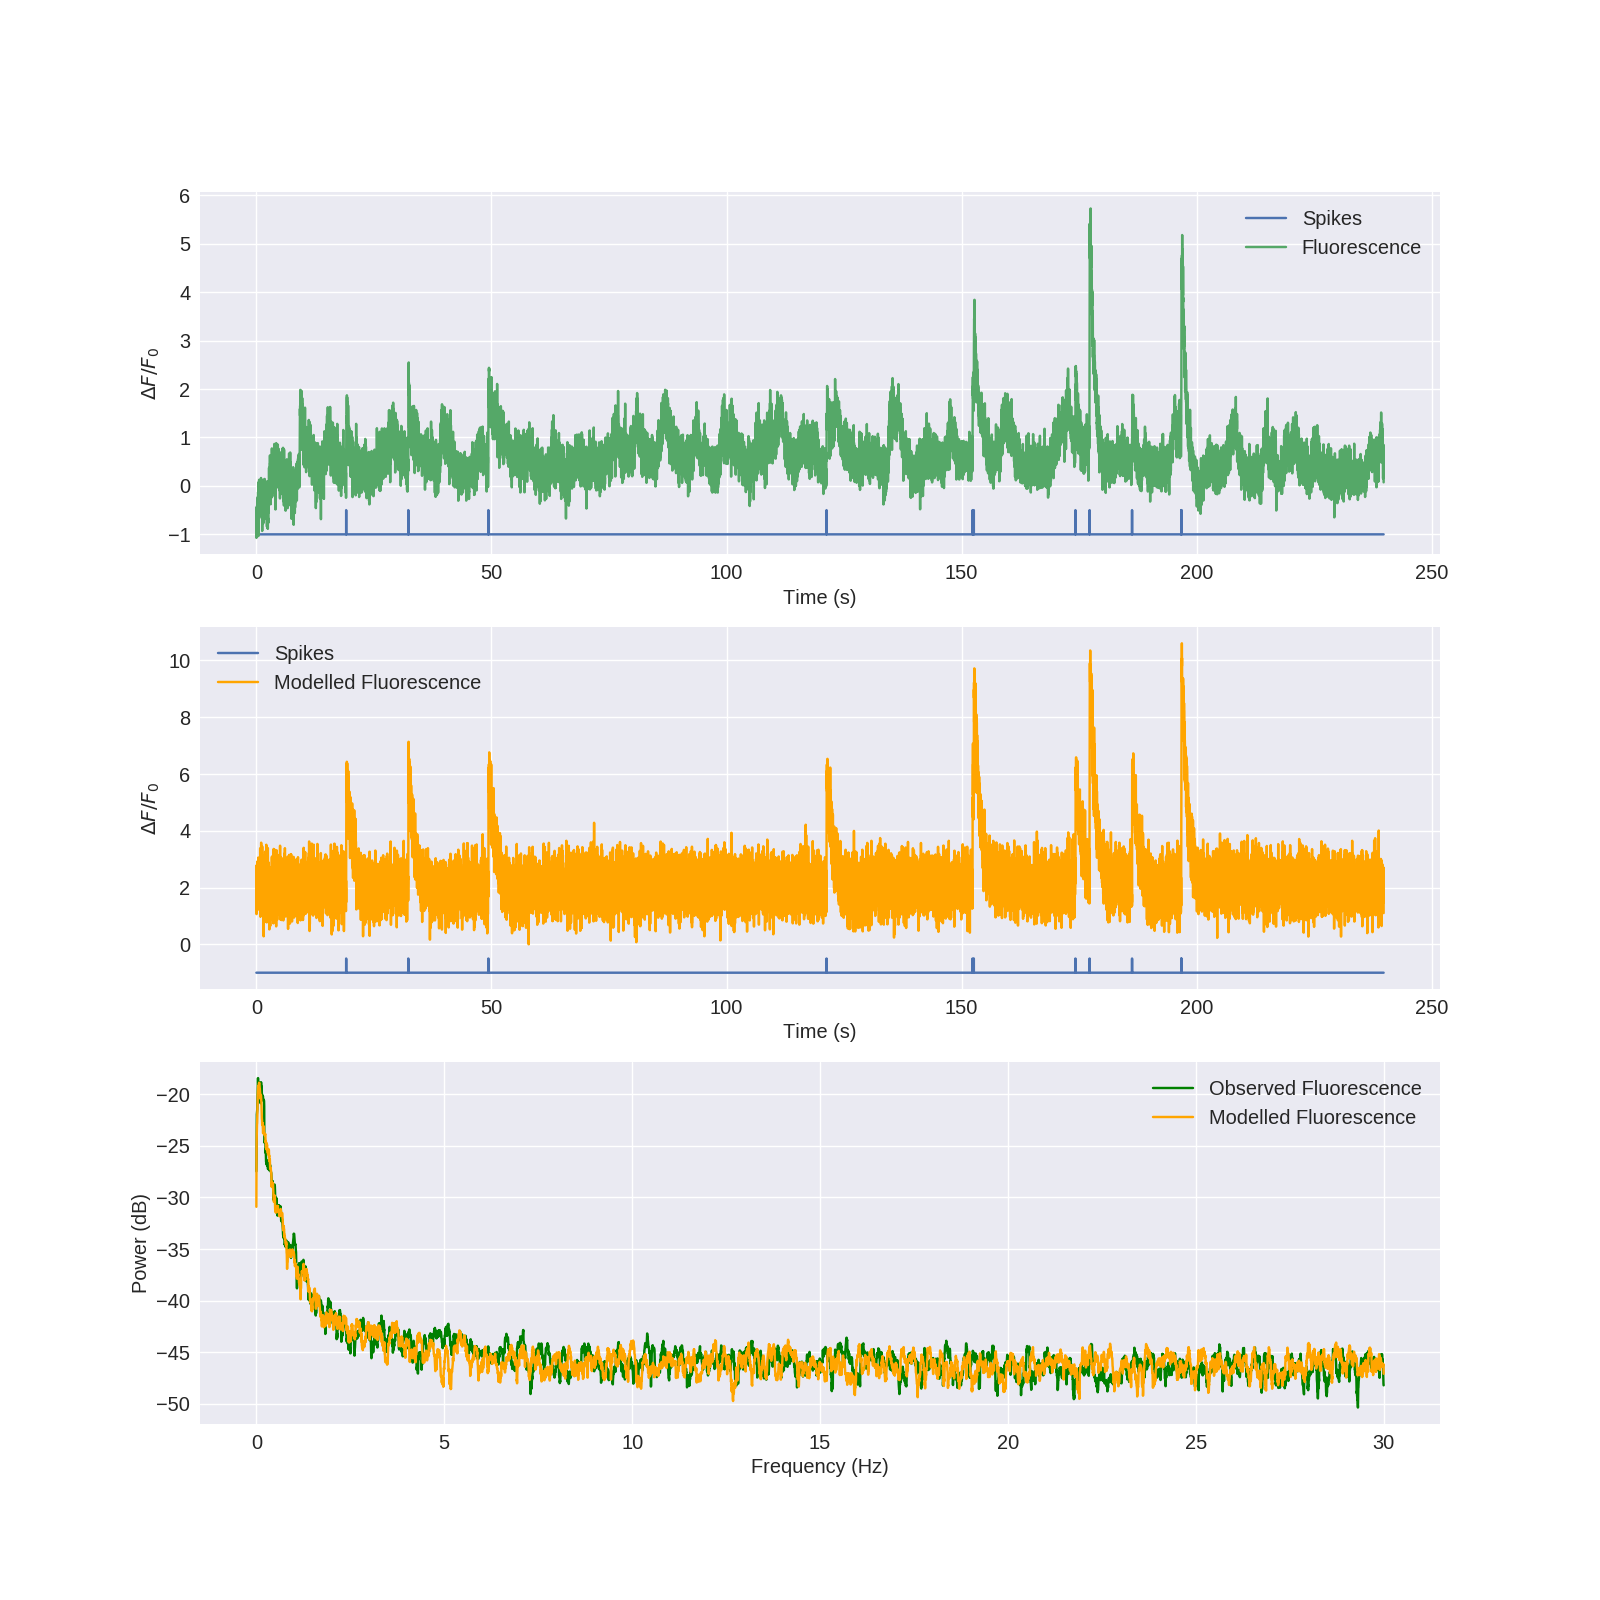 6
5
4
3
2
1
0
−1
ΔF/F0
Spikes
Fluorescence
0 50 100 150 200 250
Time (s)
10
8
6
4
2
0
ΔF/F0
Spikes
Modelled Fluorescence
0 50 100 150 200 250
Time (s)
−20
−25
−30
−35
−40
−45
−50
Power (dB)
Observed Fluorescence
Modelled Fluorescence
0 5 10 15 20 25 30
Frequency (Hz)